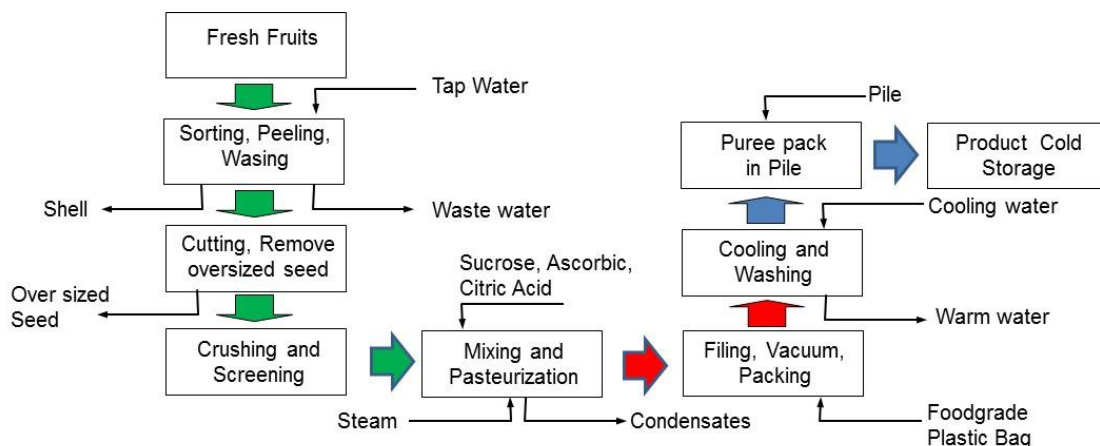 Fresh Fruits
Tap Water
Sorting, Peeling,
Wasing
Shell
Waste water
Cutting, Remove
oversized seed
Over sized
Seed
Crushing and
Screening
Sucrose, Ascorbic,
Citric Acid
Mixing and
Pasteurization
Steam
Condensates
Filing, Vacuum,
Packing
Foodgrade
Plastic Bag
Cooling and
Washing
Cooling water
Warm water
Pile
Puree pack
in Pile
Product Cold
Storage